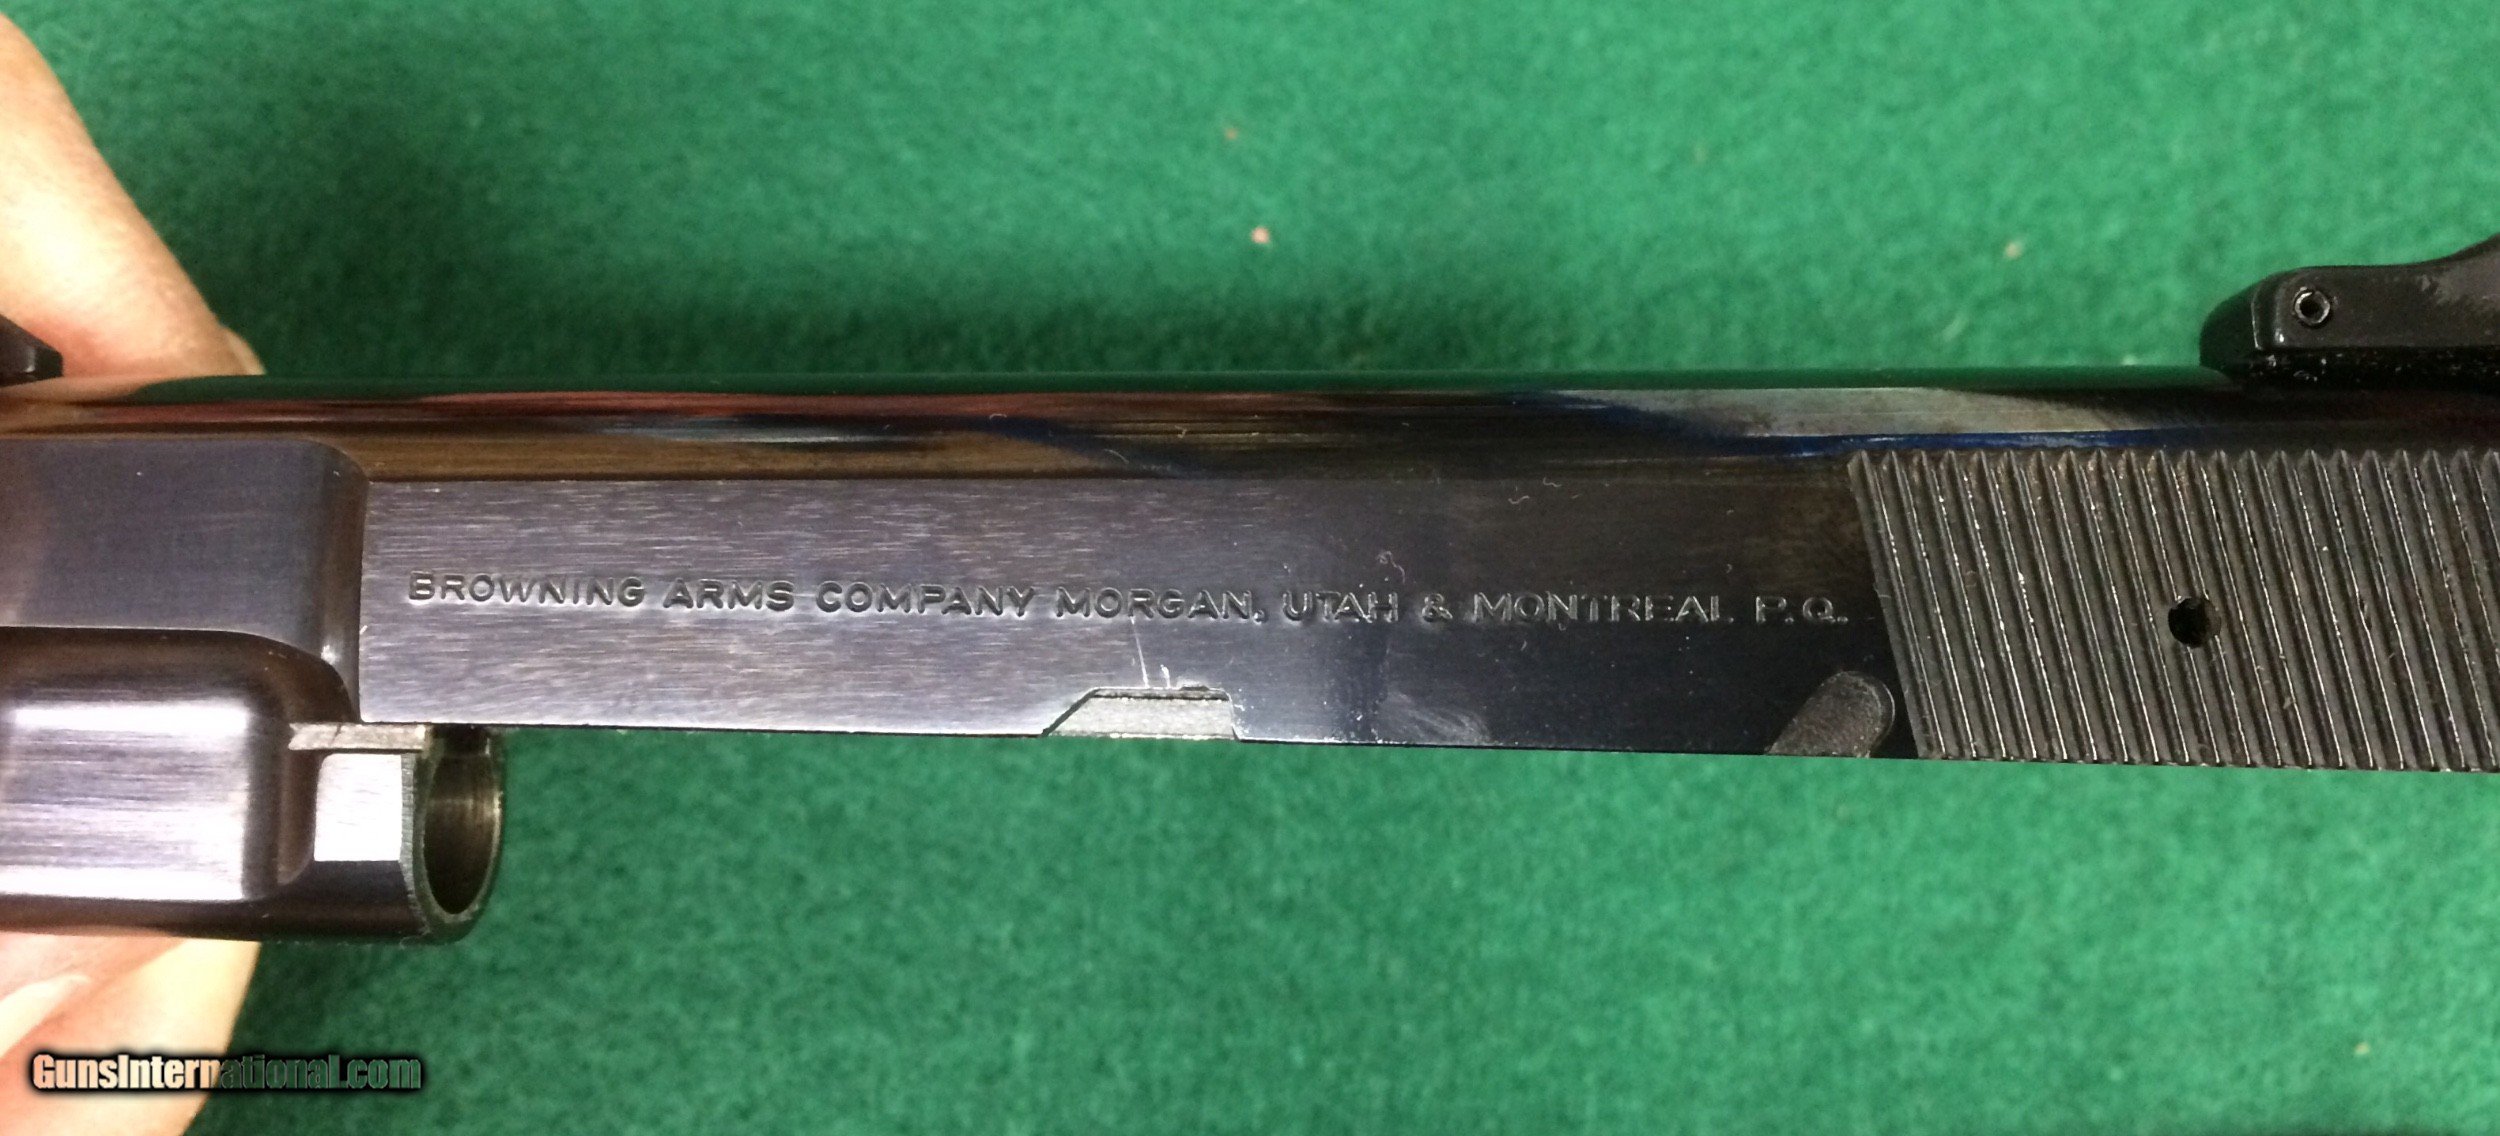 BROWNING ARMS COMPANY MORGAN, UTAH & MONTREAL P.Q.
GunsInternational.com